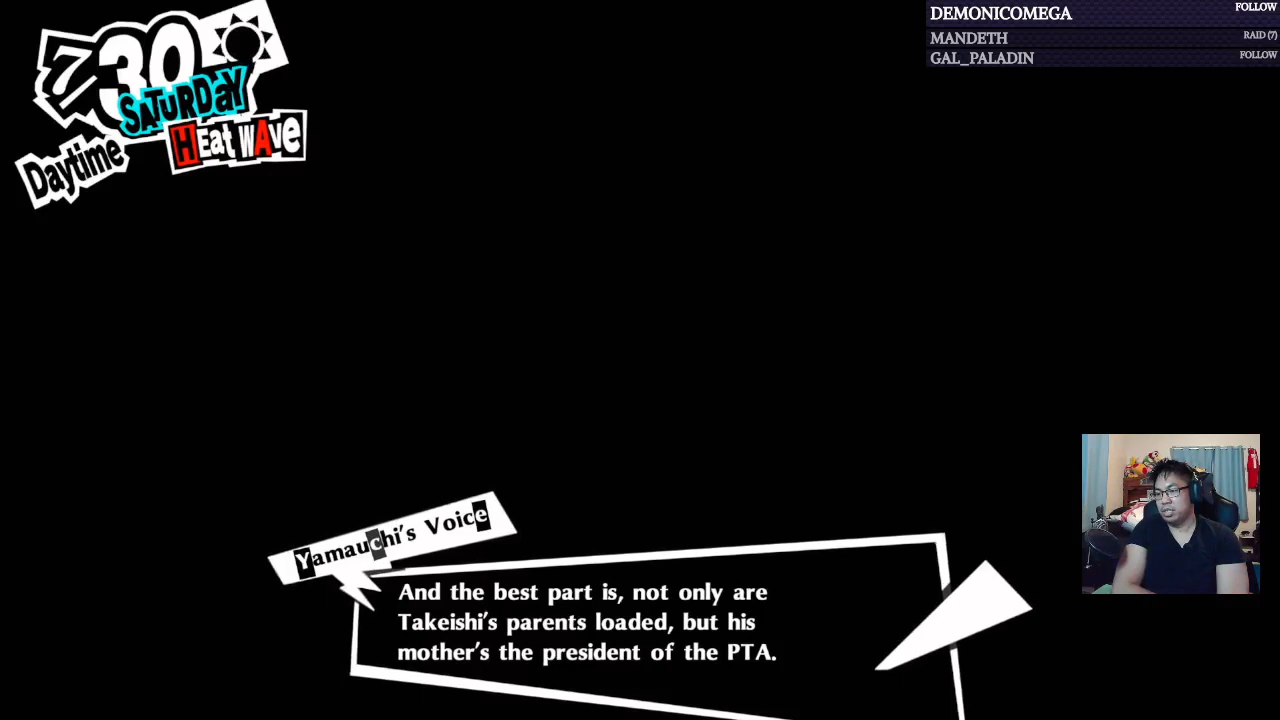 7/30
SATURDaY
Daytime
HEat WAve
DEMONICOMEGA FOLLOW
MANDETH RAID (7)
GAL_PALADIN FOLLOW
Yamauchi's Voice
And the best part is, not only are
Takeishi's parents loaded, but his
mother's the president of the PTA.